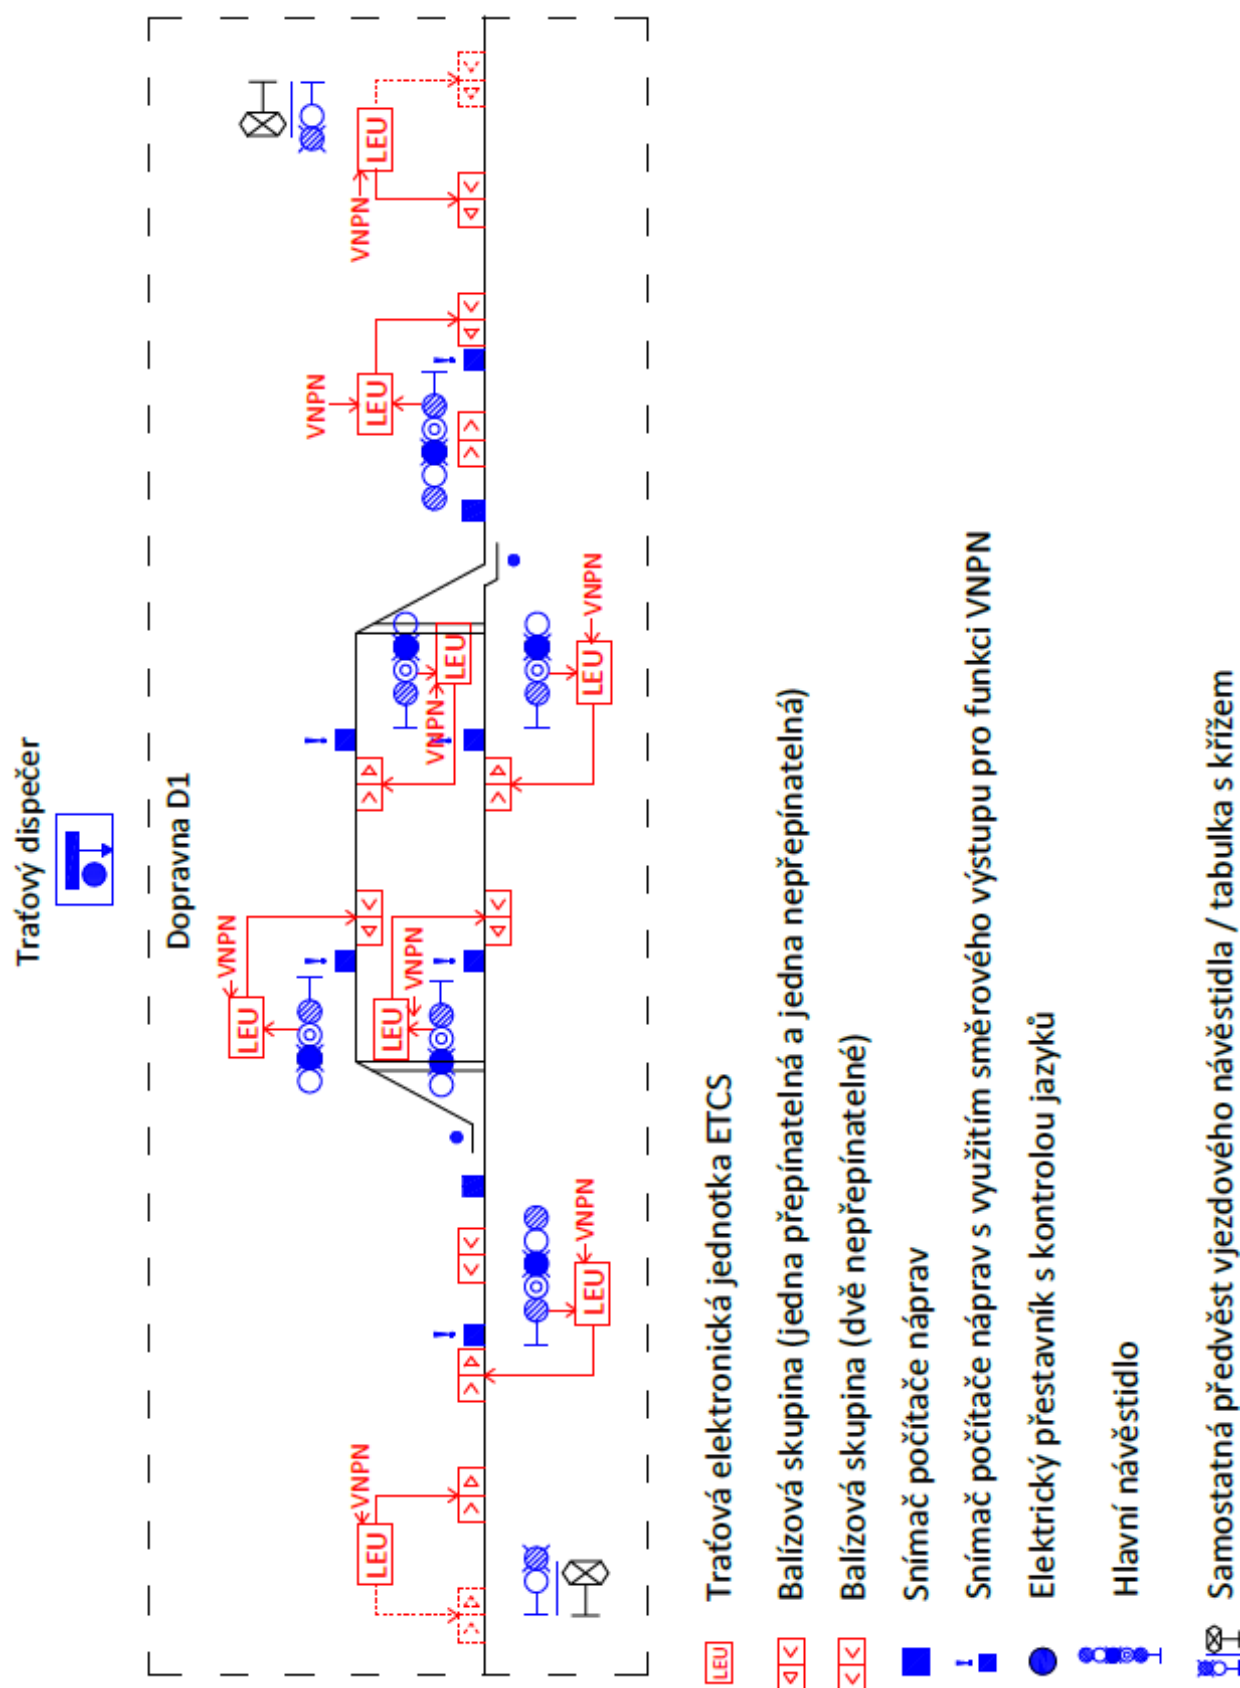 Traťový dispečer
Dopravna D1
VNPN
LEU
VNPN
VNPN
VNPN
LEU
LEU
LEU
LEU
VNPN
VNPN
LEU
LEU
VNPN
LEU
VNPN
LEU Traťová elektronická jednotka ETCS
Balízová skupina (jedna přepínatelná a jedna nepřepínatelná)
Balízová skupina (dvě nepřepínatelné)
Snímač počítače náprav
Snímač počítače náprav s využitím směrového výstupu pro funkci VNPN
Elektrický přestavník s kontrolou jazyků
Hlavní návěstidlo
Samostatná předvěst vjezdového návěstidla / tabulka s křížem